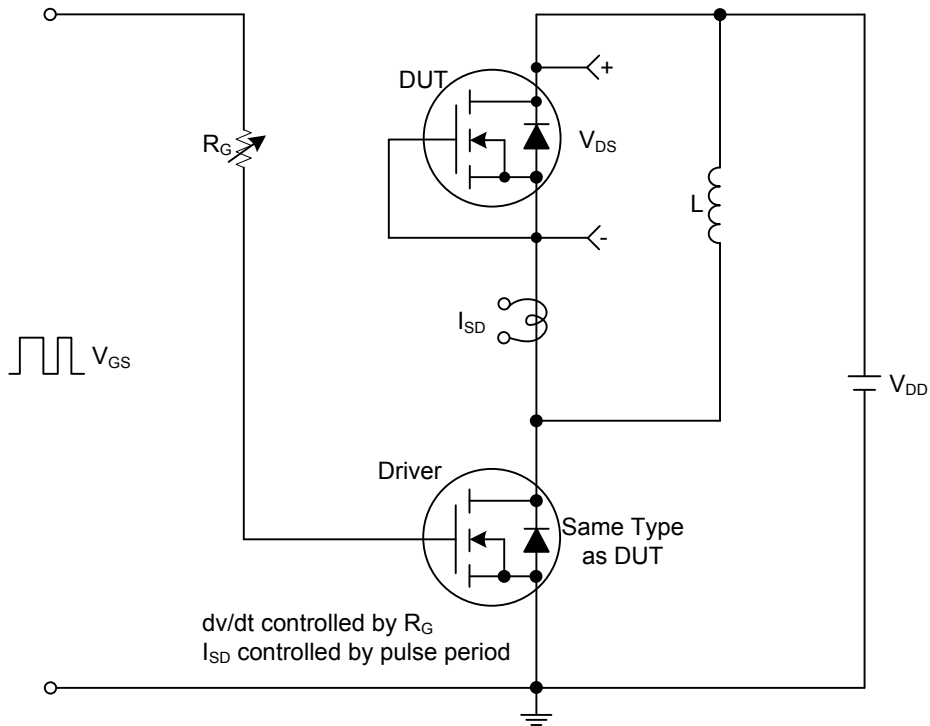 DUT
+
R_G
V_DS
L
-
I_SD
V_GS
V_DD
Driver
Same Type
as DUT
dv/dt controlled by R_G
I_SD controlled by pulse period